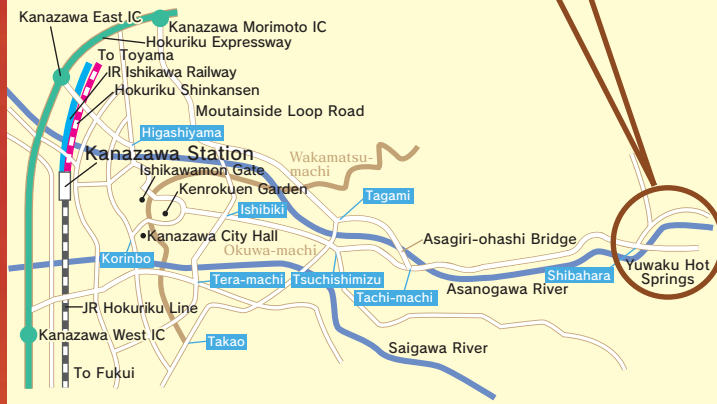 Kanazawa East IC
Kanazawa Morimoto IC
Hokuriku Expressway
To Toyama
IR Ishikawa Railway
Hokuriku Shinkansen
Moutainside Loop Road
Higashiyama
Kanazawa Station
Wakamatsu-
machi
Ishikawamon Gate
Kenrokuen Garden
Tagami
Ishibiki
Kanazawa City Hall
Asagiri-ohashi Bridge
Okuwa-machi
Korinbo
Yuwaku Hot
Springs
Shibahara
Tera-machi
Tsuchishimizu
Asanogawa River
Tachi-machi
JR Hokuriku Line
Kanazawa West IC
Takao
Saigawa River
To Fukui